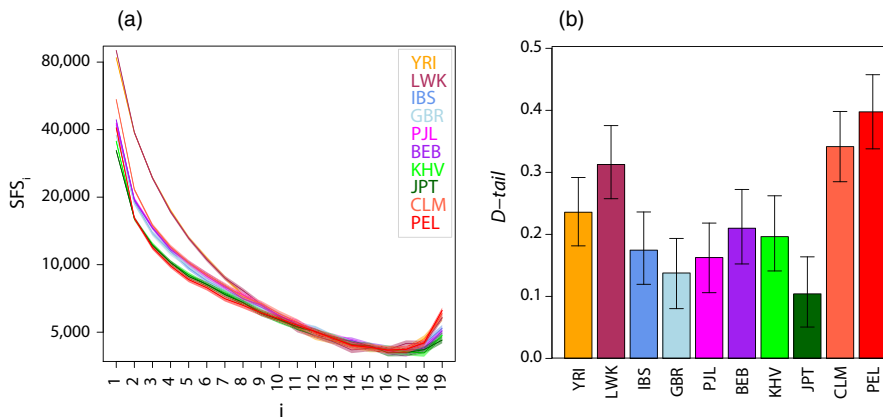 (a)
(b)
80,000
40,000
20,000
10,000
5,000
SFSi
YRI
LWK
IBS
GBR
PJL
BEB
KHV
JPT
CLM
PEL
1 2 3 4 5 6 7 8 9 10 11 12 13 14 15 16 17 18 19
i
0.5
0.4
0.3
0.2
0.1
0.0
D−tail
YRI LWK IBS GBR PJL BEB KHV JPT CLM PEL